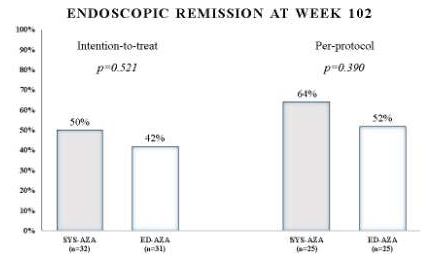 ENDOSCOPIC REMISSION AT WEEK 102
100%
90%
80%
70%
60%
50%
40%
30%
20%
10%
0%
Intention-to-treat
p=0.521
Per-protocol
p=0.390
50%
42%
64%
52%
SYS-AZA
(n=32)
ED-AZA
(n=31)
SYS-AZA
(n=25)
ED-AZA
(n=25)